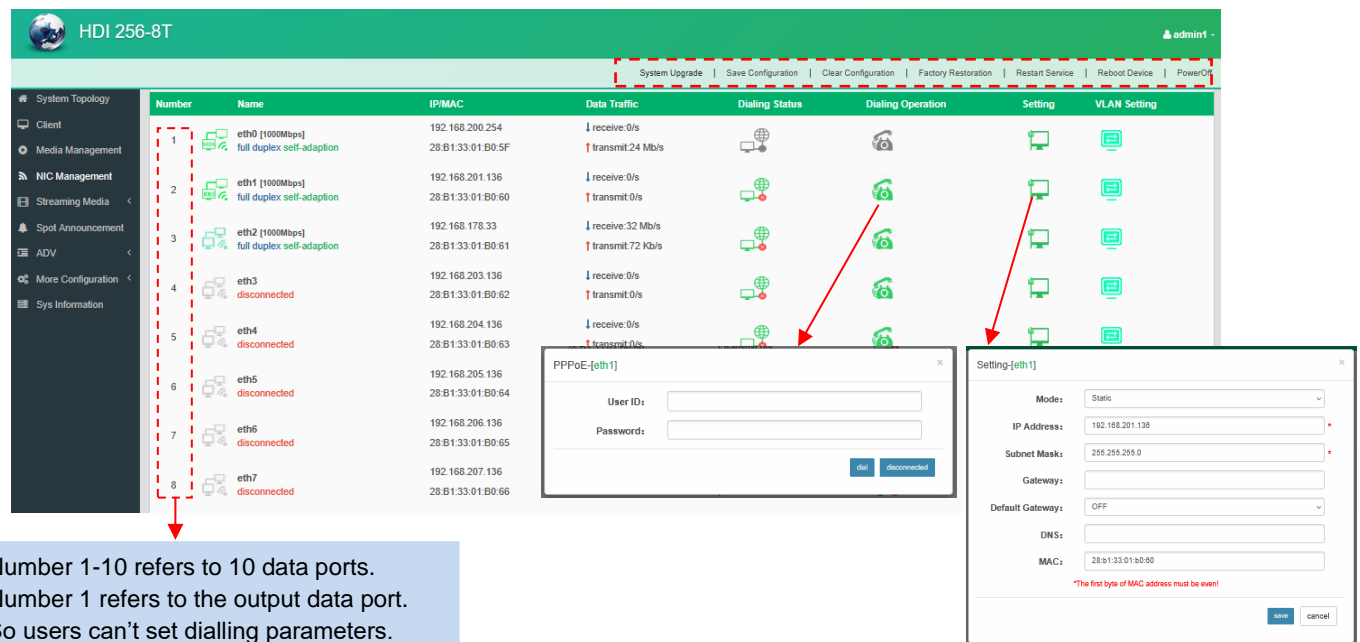 HDI 256-8T
admin1
System Upgrade | Save Configuration | Clear Configuration | Factory Restoration | Restart Service | Reboot Device | PowerOff
System Topology
Client
Media Management
NIC Management
Streaming Media
Spot Announcement
ADV
More Configuration
Sys Information
Number Name IP/MAC Data Traffic Dialing Status Dialing Operation Setting VLAN Setting
1 eth0 [1000Mbps] 192.168.200.254 receive:0/s
full duplex self-adaption 28:B1:33:01:B0:5F transmit:24 Mb/s
2 eth1 [1000Mbps] 192.168.201.136 receive:0/s
full duplex self-adaption 28:B1:33:01:B0:60 transmit:0/s
3 eth2 [1000Mbps] 192.168.178.33 receive:32 Mb/s
full duplex self-adaption 28:B1:33:01:B0:61 transmit:72 Kb/s
4 eth3 192.168.203.136 receive:0/s
disconnected 28:B1:33:01:B0:62 transmit:0/s
5 eth4 192.168.204.136 receive:0/s
disconnected 28:B1:33:01:B0:63 transmit:0/s
6 eth5 192.168.205.136
disconnected 28:B1:33:01:B0:64
7 eth6 192.168.206.136
disconnected 28:B1:33:01:B0:65
8 eth7 192.168.207.136
disconnected 28:B1:33:01:B0:66
PPPoE-[eth1] ×
User ID:
Password:
dial disconnected
Setting-[eth1] ×
Mode: Static
IP Address: 192.168.201.136 *
Subnet Mask: 255.255.255.0 *
Gateway:
Default Gateway: OFF
DNS:
MAC: 28:b1:33:01:b0:60
*The first byte of MAC address must be even!
save cancel
Number 1-10 refers to 10 data ports.
Number 1 refers to the output data port.
So users can't set dialling parameters.